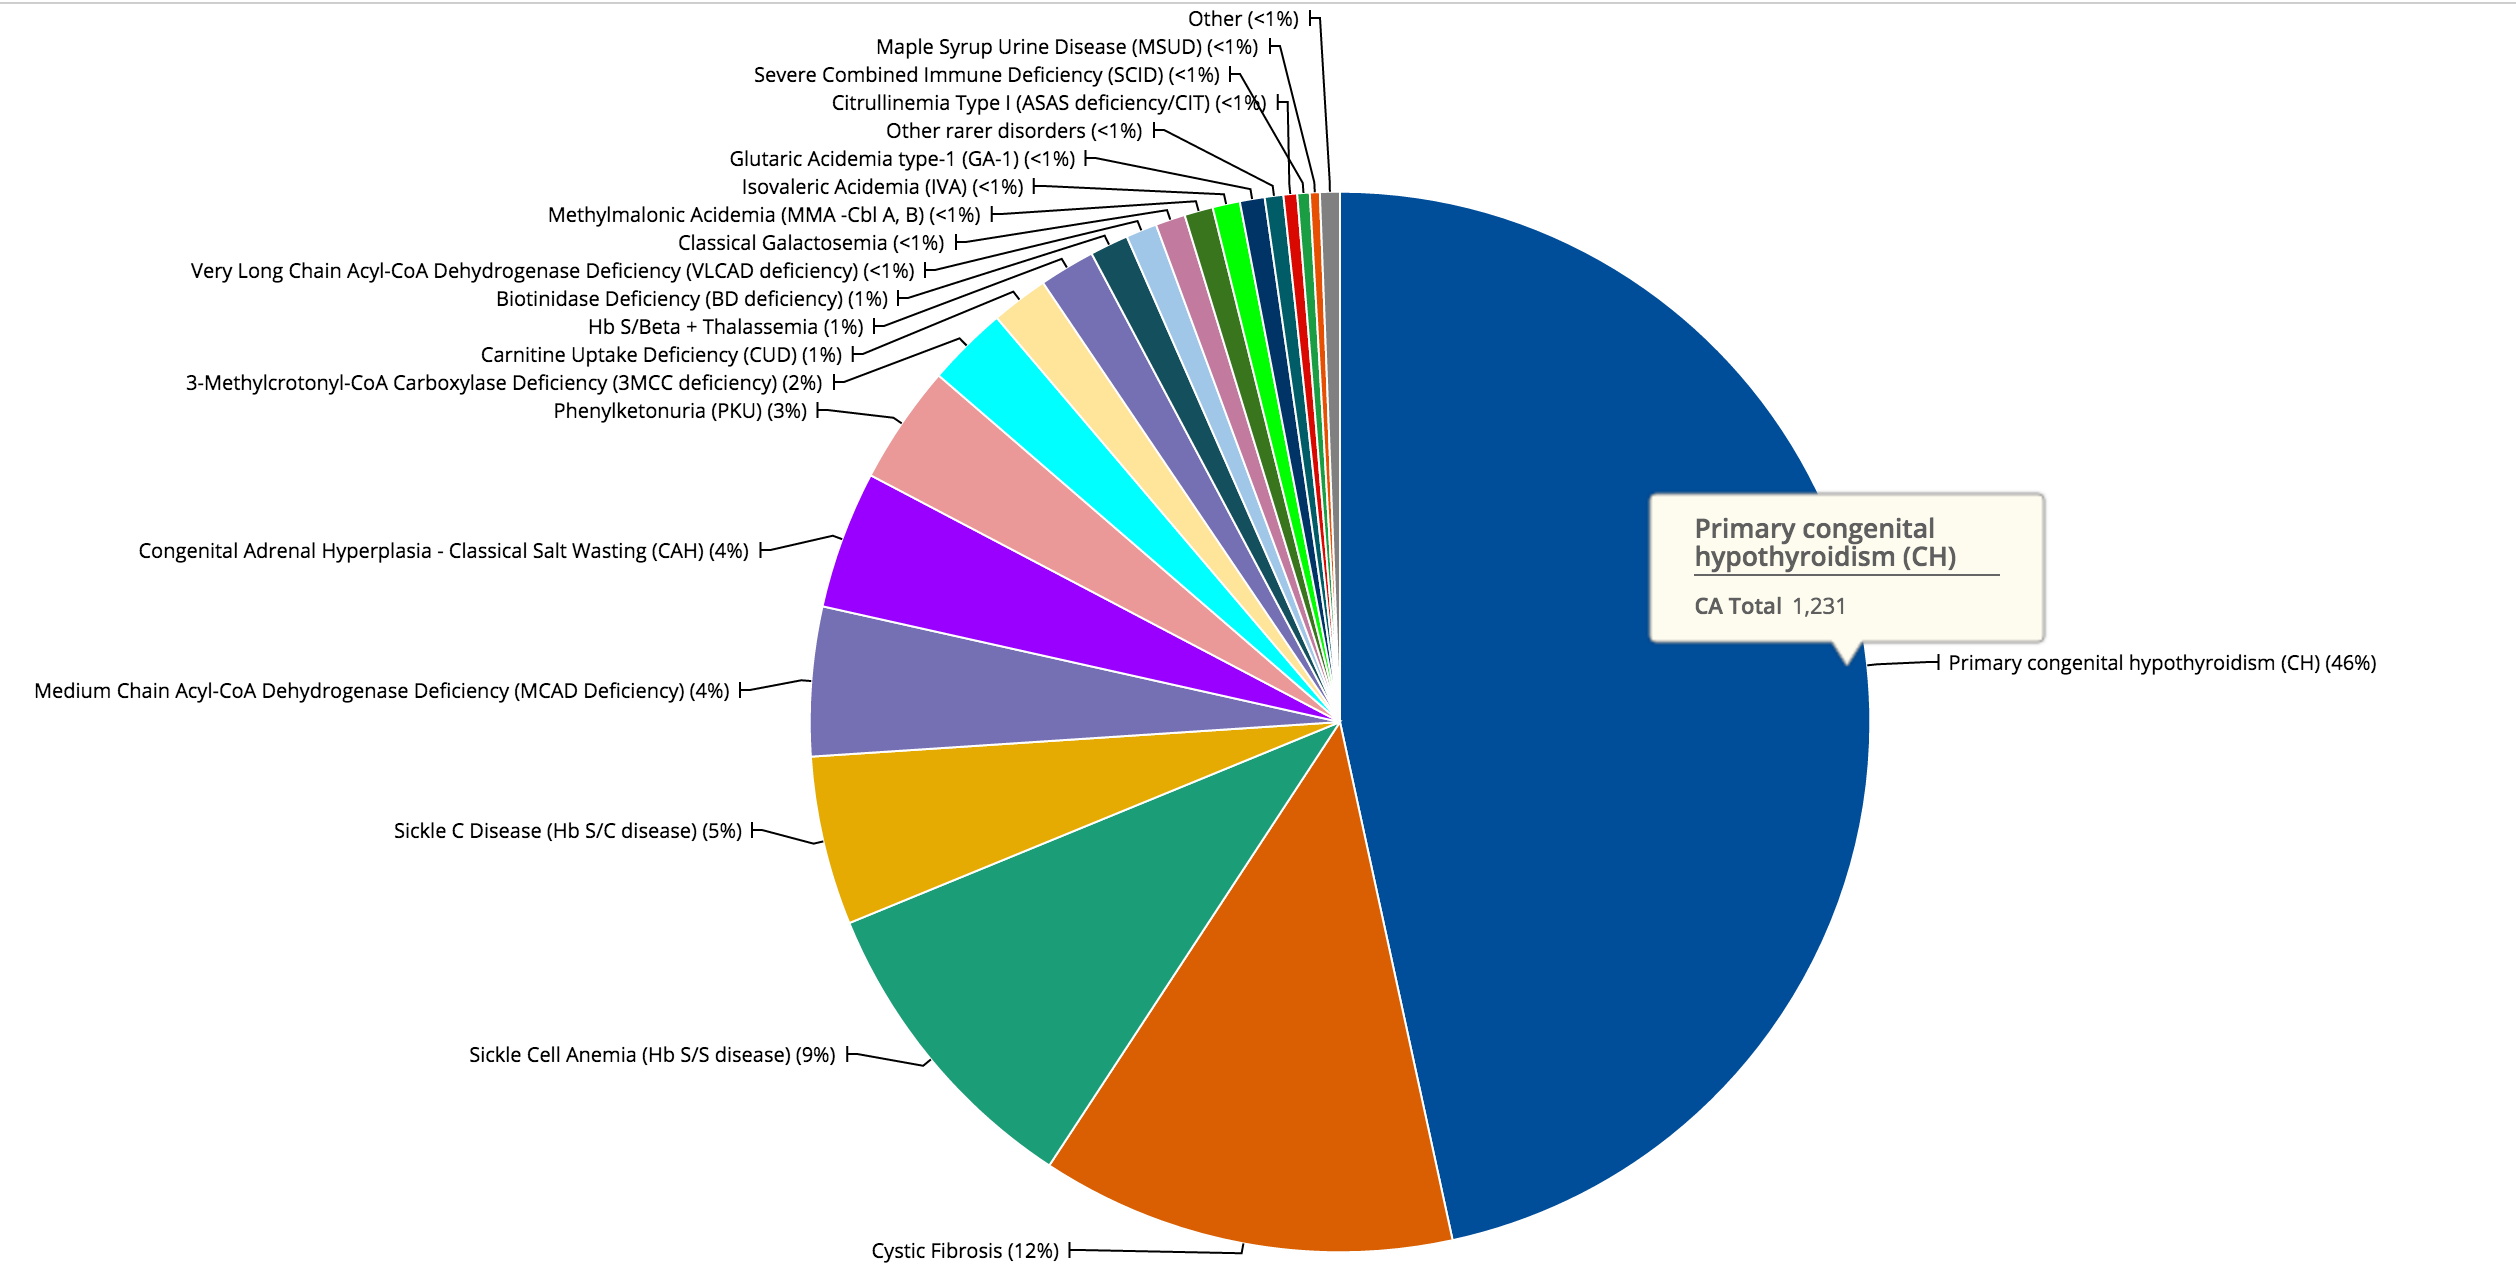 Other (<1%)
Maple Syrup Urine Disease (MSUD) (<1%)
Severe Combined Immune Deficiency (SCID) (<1%)
Citrullinemia Type I (ASAS deficiency/CIT) (<1%)
Other rarer disorders (<1%)
Glutaric Acidemia type-1 (GA-1) (<1%)
Isovaleric Acidemia (IVA) (<1%)
Methylmalonic Acidemia (MMA -Cbl A, B) (<1%)
Classical Galactosemia (<1%)
Very Long Chain Acyl-CoA Dehydrogenase Deficiency (VLCAD deficiency) (<1%)
Biotinidase Deficiency (BD deficiency) (1%)
Hb S/Beta + Thalassemia (1%)
Carnitine Uptake Deficiency (CUD) (1%)
3-Methylcrotonyl-CoA Carboxylase Deficiency (3MCC deficiency) (2%)
Phenylketonuria (PKU) (3%)
Congenital Adrenal Hyperplasia - Classical Salt Wasting (CAH) (4%)
Medium Chain Acyl-CoA Dehydrogenase Deficiency (MCAD Deficiency) (4%)
Sickle C Disease (Hb S/C disease) (5%)
Sickle Cell Anemia (Hb S/S disease) (9%)
Cystic Fibrosis (12%)
Primary congenital
hypothyroidism (CH)
CA Total 1,231
Primary congenital hypothyroidism (CH) (46%)